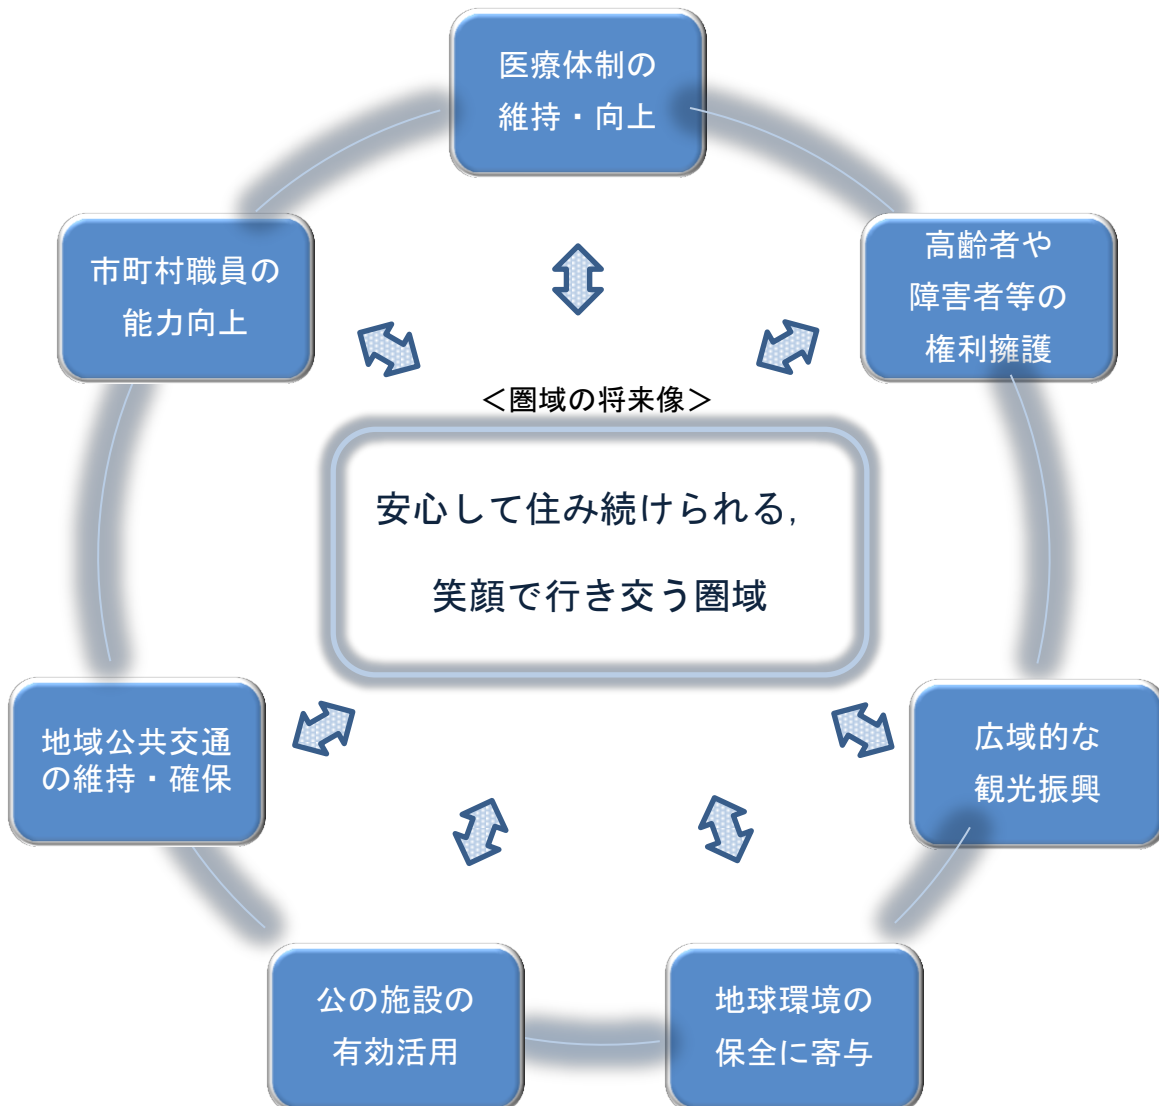 医療体制の
維持・向上
高齢者や
障害者等の
権利擁護
広域的な
観光振興
地球環境の
保全に寄与
公の施設の
有効活用
地域公共交通
の維持・確保
市町村職員の
能力向上
＜圏域の将来像＞
安心して住み続けられる，
笑顔で行き交う圏域